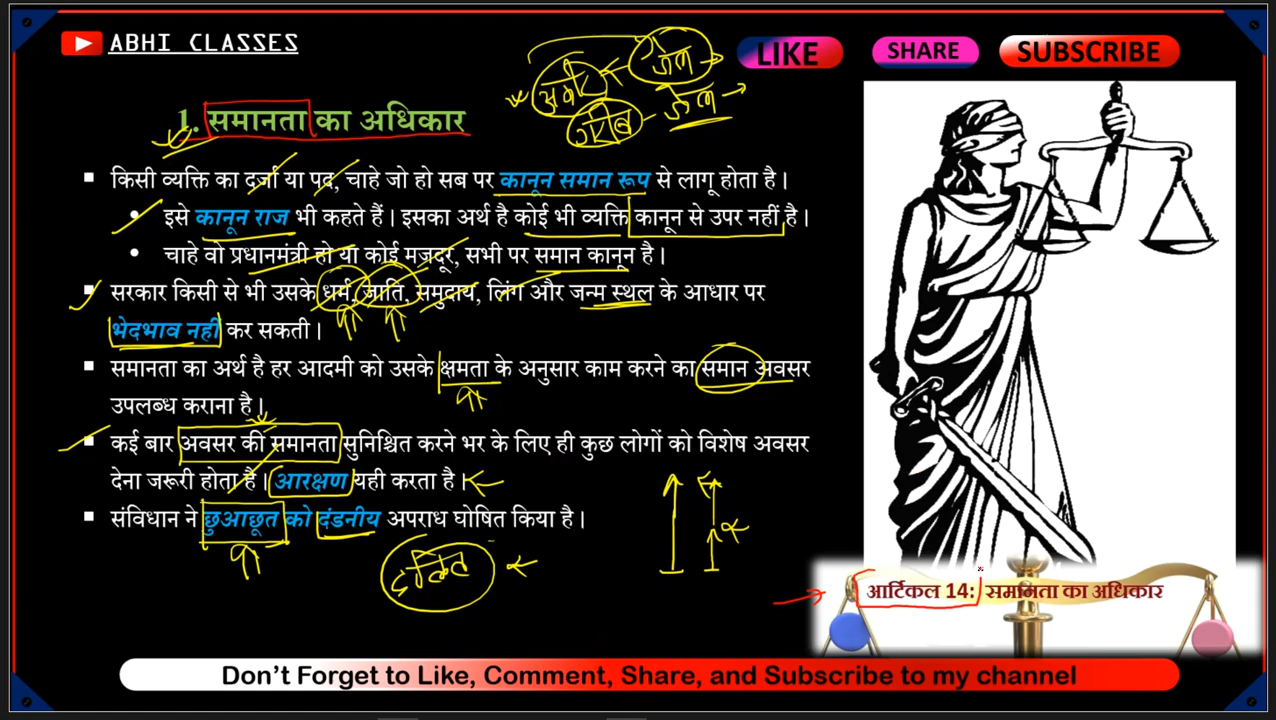 ABHI CLASSES
LIKE
SHARE
SUBSCRIBE
अमीर जेल
गरीब - जेल
1. समानता का अधिकार
किसी व्यक्ति का दर्जा या पद, चाहे जो हो सब पर कानून समान रूप से लागू होता है।
इसे कानून राज भी कहते हैं। इसका अर्थ है कोई भी व्यक्ति कानून से उपर नहीं है।
चाहे वो प्रधानमंत्री हो या कोई मजदूर, सभी पर समान कानून है।
सरकार किसी से भी उसके धर्म, जाति, समुदाय, लिंग और जन्म स्थल के आधार पर
भेदभाव नहीं कर सकती।
समानता का अर्थ है हर आदमी को उसके क्षमता के अनुसार काम करने का समान अवसर
उपलब्ध कराना है।
कई बार अवसर की समानता सुनिश्चित करने भर के लिए ही कुछ लोगों को विशेष अवसर
देना जरूरी होता है। आरक्षण यही करता है।
संविधान ने छुआछूत को दंडनीय अपराध घोषित किया है।
दलित
आर्टिकल 14: समानता का अधिकार
Don't Forget to Like, Comment, Share, and Subscribe to my channel